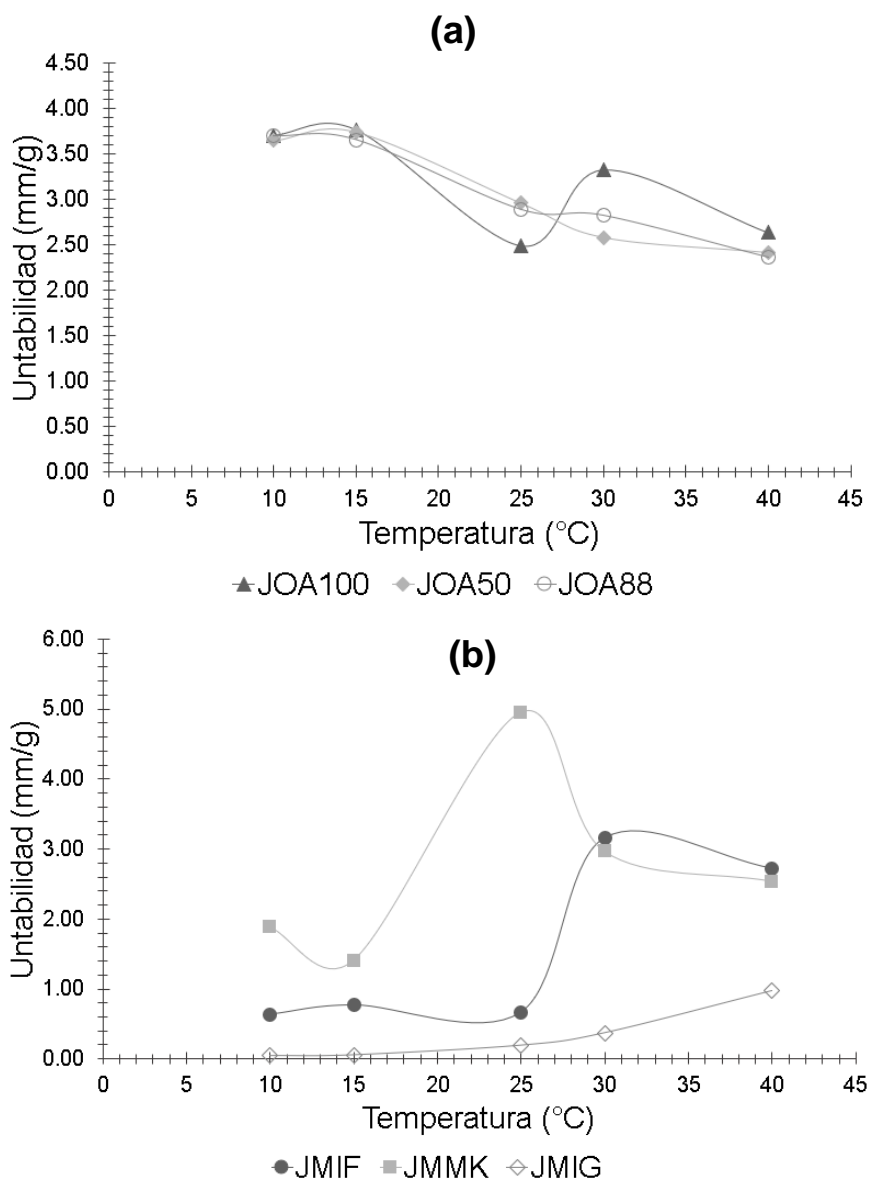 (a)
Untabilidad (mm/g)
4.50
4.00
3.50
3.00
2.50
2.00
1.50
1.00
0.50
0.00
0 5 10 15 20 25 30 35 40 45
Temperatura (°C)
JOA100 JOA50 JOA88
(b)
Untabilidad (mm/g)
6.00
5.00
4.00
3.00
2.00
1.00
0.00
0 5 10 15 20 25 30 35 40 45
Temperatura (°C)
JMIF JMMK JMIG